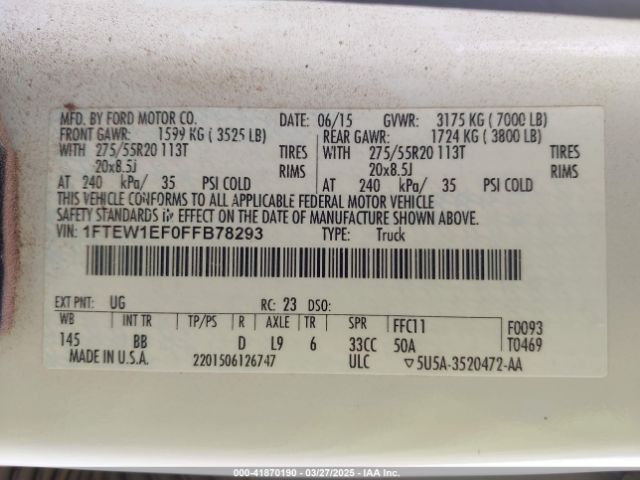 MFD. BY FORD MOTOR CO. DATE: 06/15 GVWR: 3175 KG ( 7000 LB)
FRONT GAWR: 1599 KG ( 3525 LB) REAR GAWR: 1724 KG ( 3800 LB)
WITH 275/55R20 113T TIRES WITH 275/55R20 113T TIRES
20x8.5J RIMS 20x8.5J RIMS
AT 240 kPa/ 35 PSI COLD AT 240 kPa/ 35 PSI COLD
THIS VEHICLE CONFORMS TO ALL APPLICABLE FEDERAL MOTOR VEHICLE
SAFETY STANDARDS IN EFFECT ON THE DATE OF MANUFACTURE SHOWN ABOVE.
VIN: 1FTEW1EF0FFB78293 TYPE: Truck
EXT PNT: UG RC: 23 DSO:
WB INT TR TP/PS R AXLE TR SPR FFC11 F0093
145 BB D L9 6 33CC 50A T0469
MADE IN U.S.A. 2201506126747 ULC ▽5U5A-3520472-AA
000-41870190 - 03/27/2025 - IAA Inc.